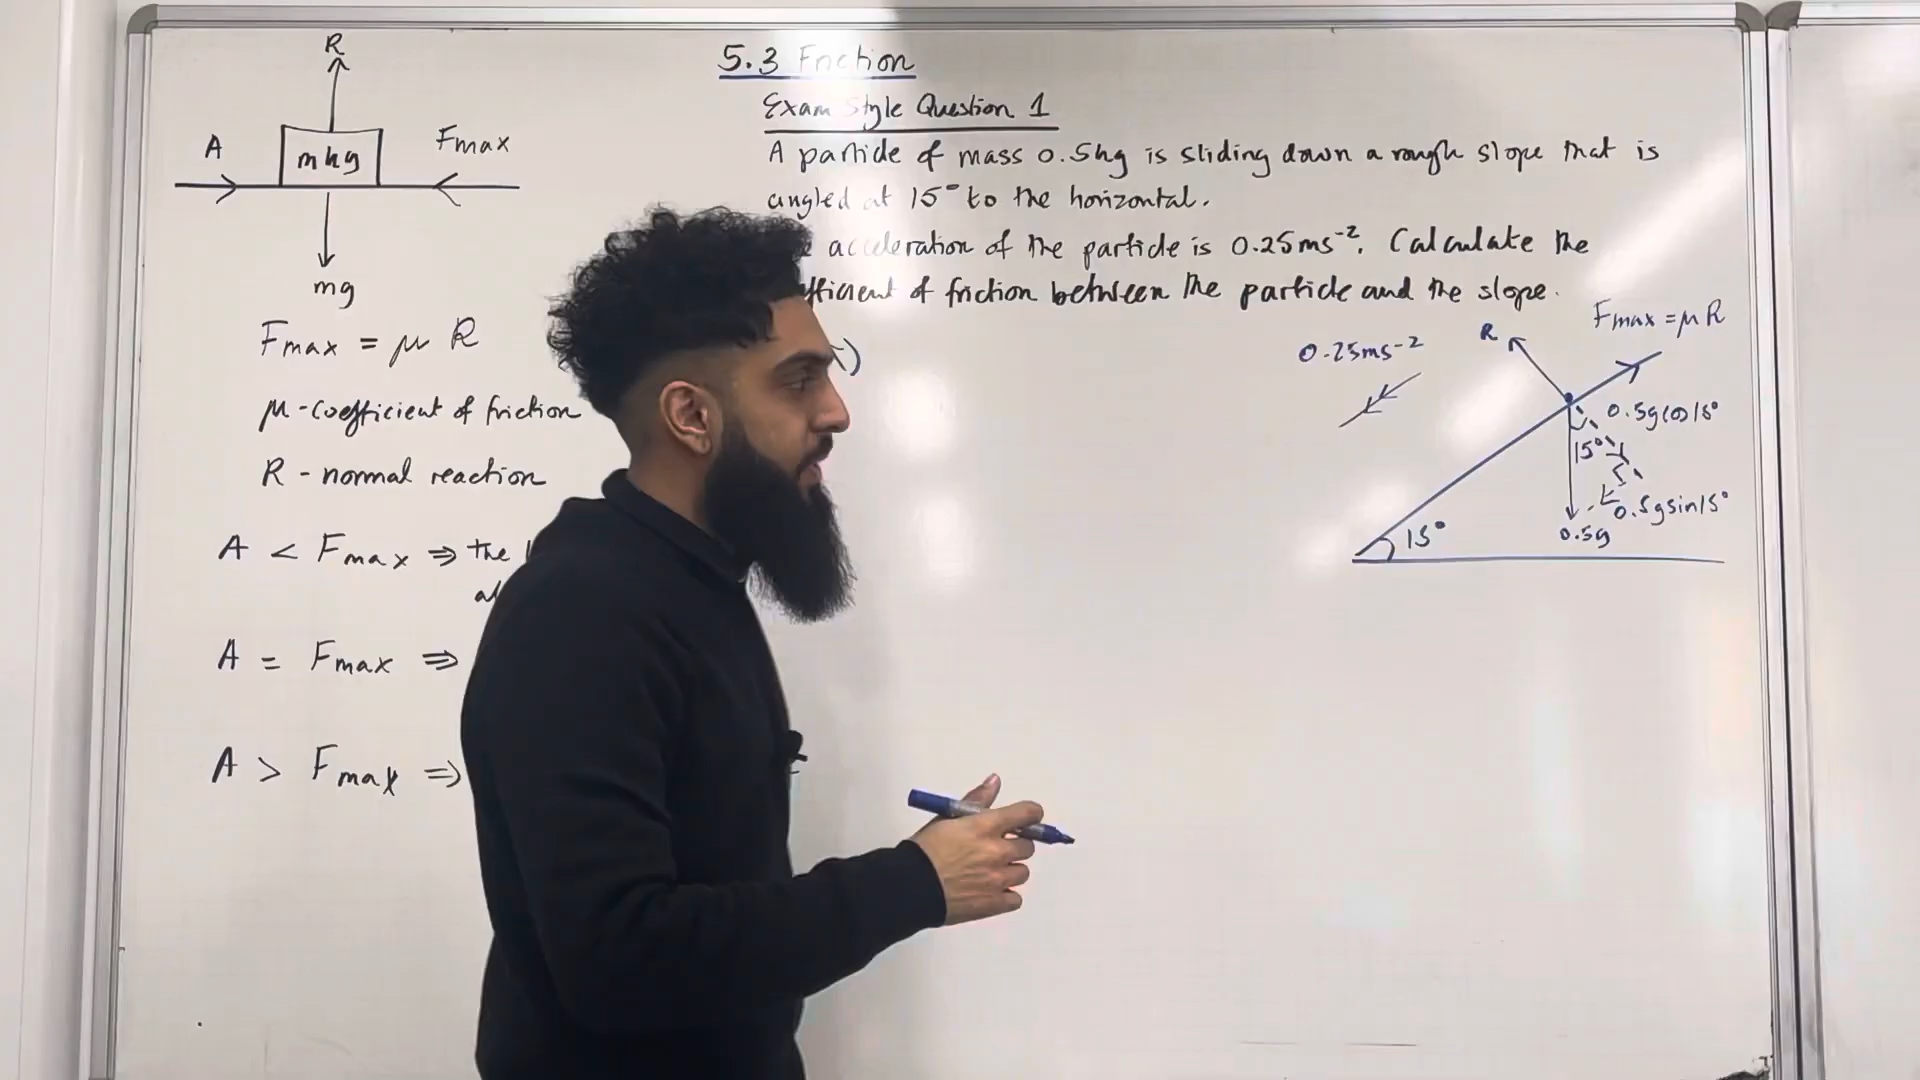 R
A
m kg
Fmax
mg
Fmax = μ R
μ - coefficient of friction
R - normal reaction
A < Fmax ⇒ the
A = Fmax ⇒
A > Fmax ⇒
5.3 Friction
Exam Style Question 1
A particle of mass 0.5kg is sliding down a rough slope that is
angled at 15° to the horizontal.
acceleration of the particle is 0.25ms⁻². Calculate the
of friction between the particle and the slope.
)
0.25ms⁻²
R
Fmax = μR
0.5gcos15°
15°
0.5gsin15°
0.5g
15°